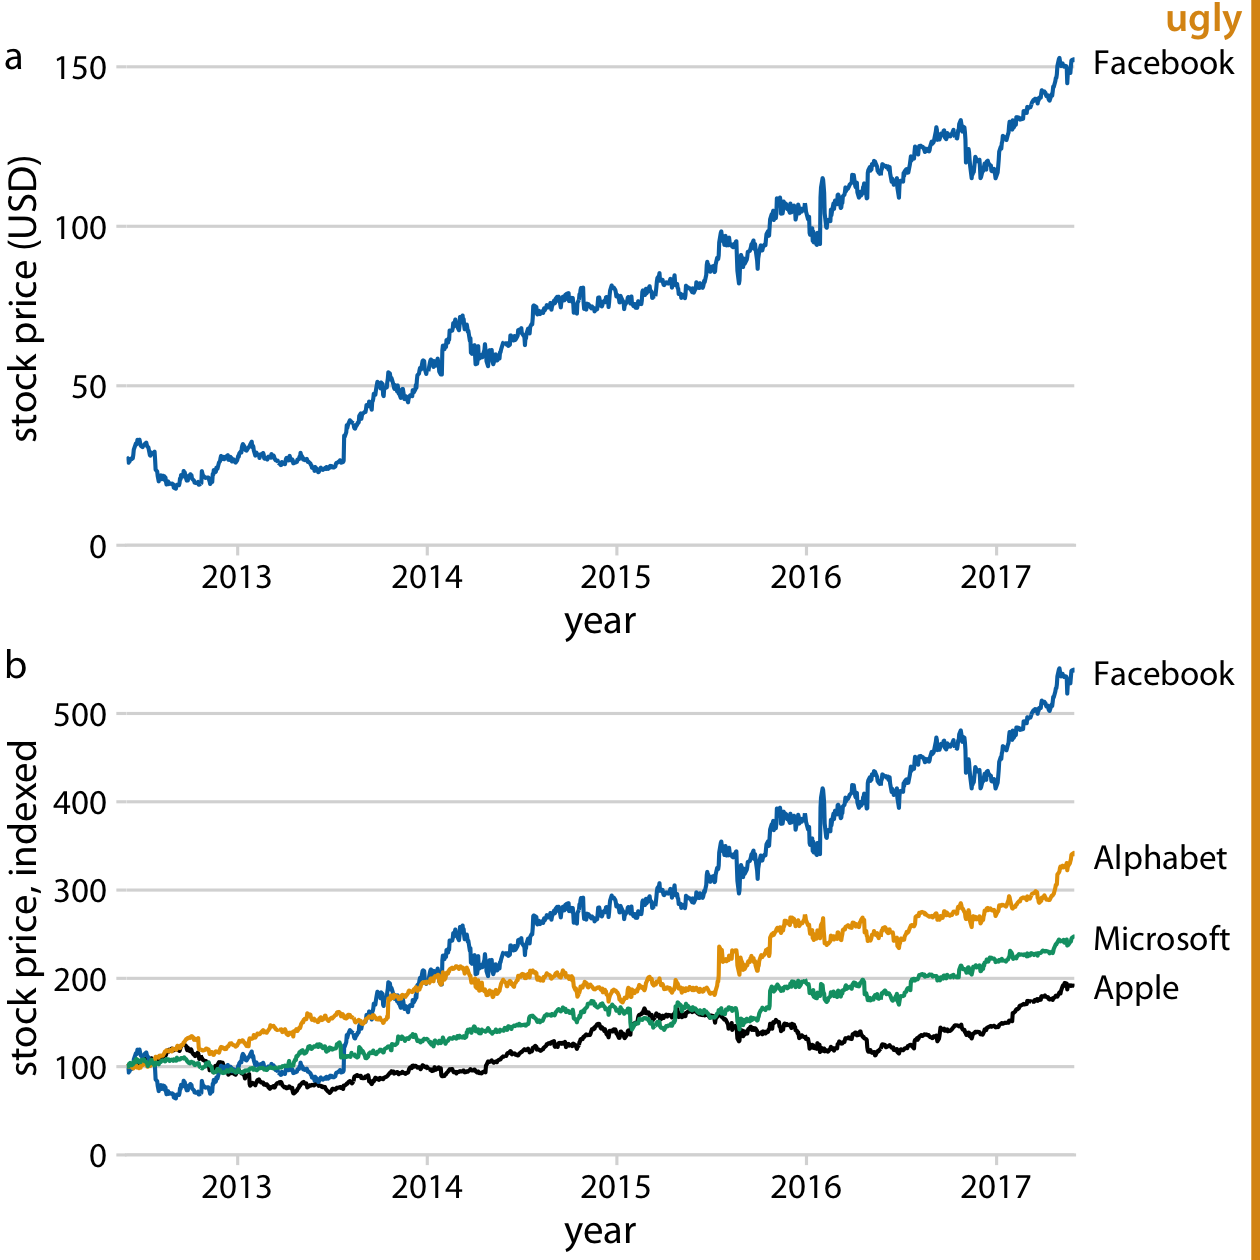 ugly
a
Facebook
150
100
50
0
stock price (USD)
2013 2014 2015 2016 2017
year
b
Facebook
500
400
300
200
100
0
stock price, indexed
Alphabet
Microsoft
Apple
2013 2014 2015 2016 2017
year